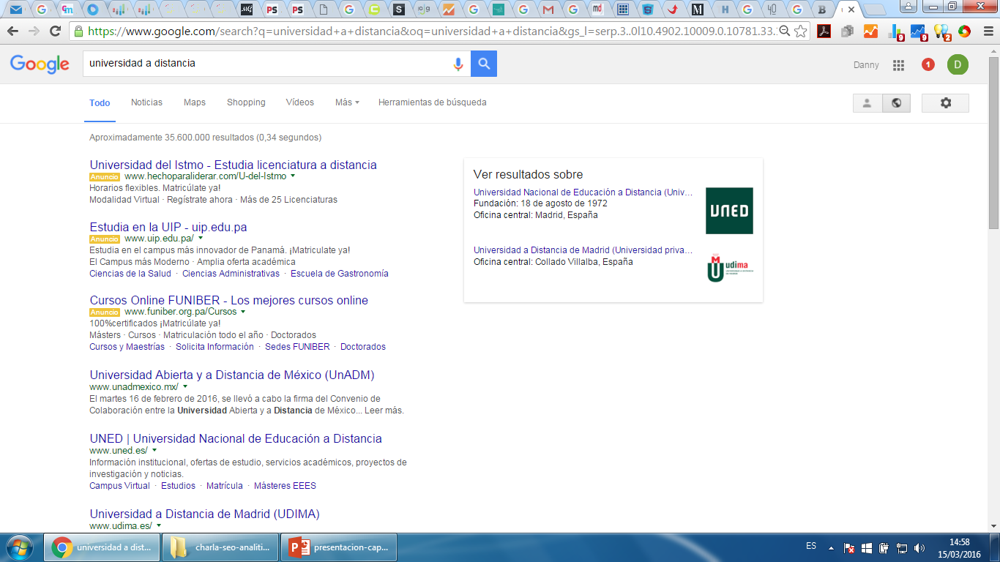 https://www.google.com/search?q=universidad+a+distancia&oq=universidad+a+distancia&gs_l=serp.3..0l10.4902.10009.0.10781.33.
9
9
2
Google
universidad a distancia
Danny
1
D
Todo
Noticias
Maps
Shopping
Vídeos
Más
Herramientas de búsqueda
Aproximadamente 35.600.000 resultados (0,34 segundos)
Universidad del Istmo - Estudia licenciatura a distancia
Anuncio www.hechoparaliderar.com/U-del-Istmo
Horarios flexibles. Matricúlate ya!
Modalidad Virtual · Regístrate ahora · Más de 25 Licenciaturas
Estudia en la UIP - uip.edu.pa
Anuncio www.uip.edu.pa/
Estudia en el campus más innovador de Panamá. ¡Matriculate ya!
El Campus más Moderno · Amplia oferta académica
Ciencias de la Salud · Ciencias Administrativas · Escuela de Gastronomía
Cursos Online FUNIBER - Los mejores cursos online
Anuncio www.funiber.org.pa/Cursos
100%certificados ¡Matricúlate ya!
Másters · Cursos · Matriculación todo el año · Doctorados
Cursos y Maestrías · Solicita Información · Sedes FUNIBER · Doctorados
Universidad Abierta y a Distancia de México (UnADM)
www.unadmexico.mx/
El martes 16 de febrero de 2016, se llevó a cabo la firma del Convenio de
Colaboración entre la Universidad Abierta y a Distancia de México... Leer más.
UNED | Universidad Nacional de Educación a Distancia
www.uned.es/
Información institucional, ofertas de estudio, servicios académicos, proyectos de
investigación y noticias.
Campus Virtual · Estudios · Matrícula · Másteres EEES
Universidad a Distancia de Madrid (UDIMA)
www.udima.es/
Ver resultados sobre
Universidad Nacional de Educación a Distancia (Univ...
Fundación: 18 de agosto de 1972
Oficina central: Madrid, España
UNED
Universidad a Distancia de Madrid (Universidad priva...
Oficina central: Collado Villalba, España
udima
universidad a dist...
charla-seo-analiti...
presentacion-cap...
ES
14:58
15/03/2016